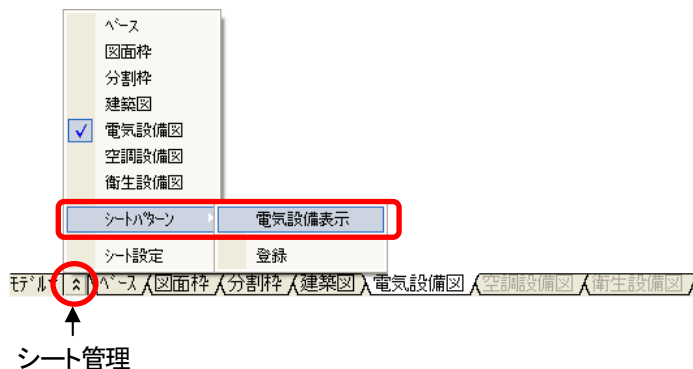 ベース
図面枠
分割枠
建築図
電気設備図
空調設備図
衛生設備図
シートパターン 電気設備表示
シート設定 登録
ベース 図面枠 分割枠 建築図 電気設備図 空調設備図 衛生設備図
シート管理